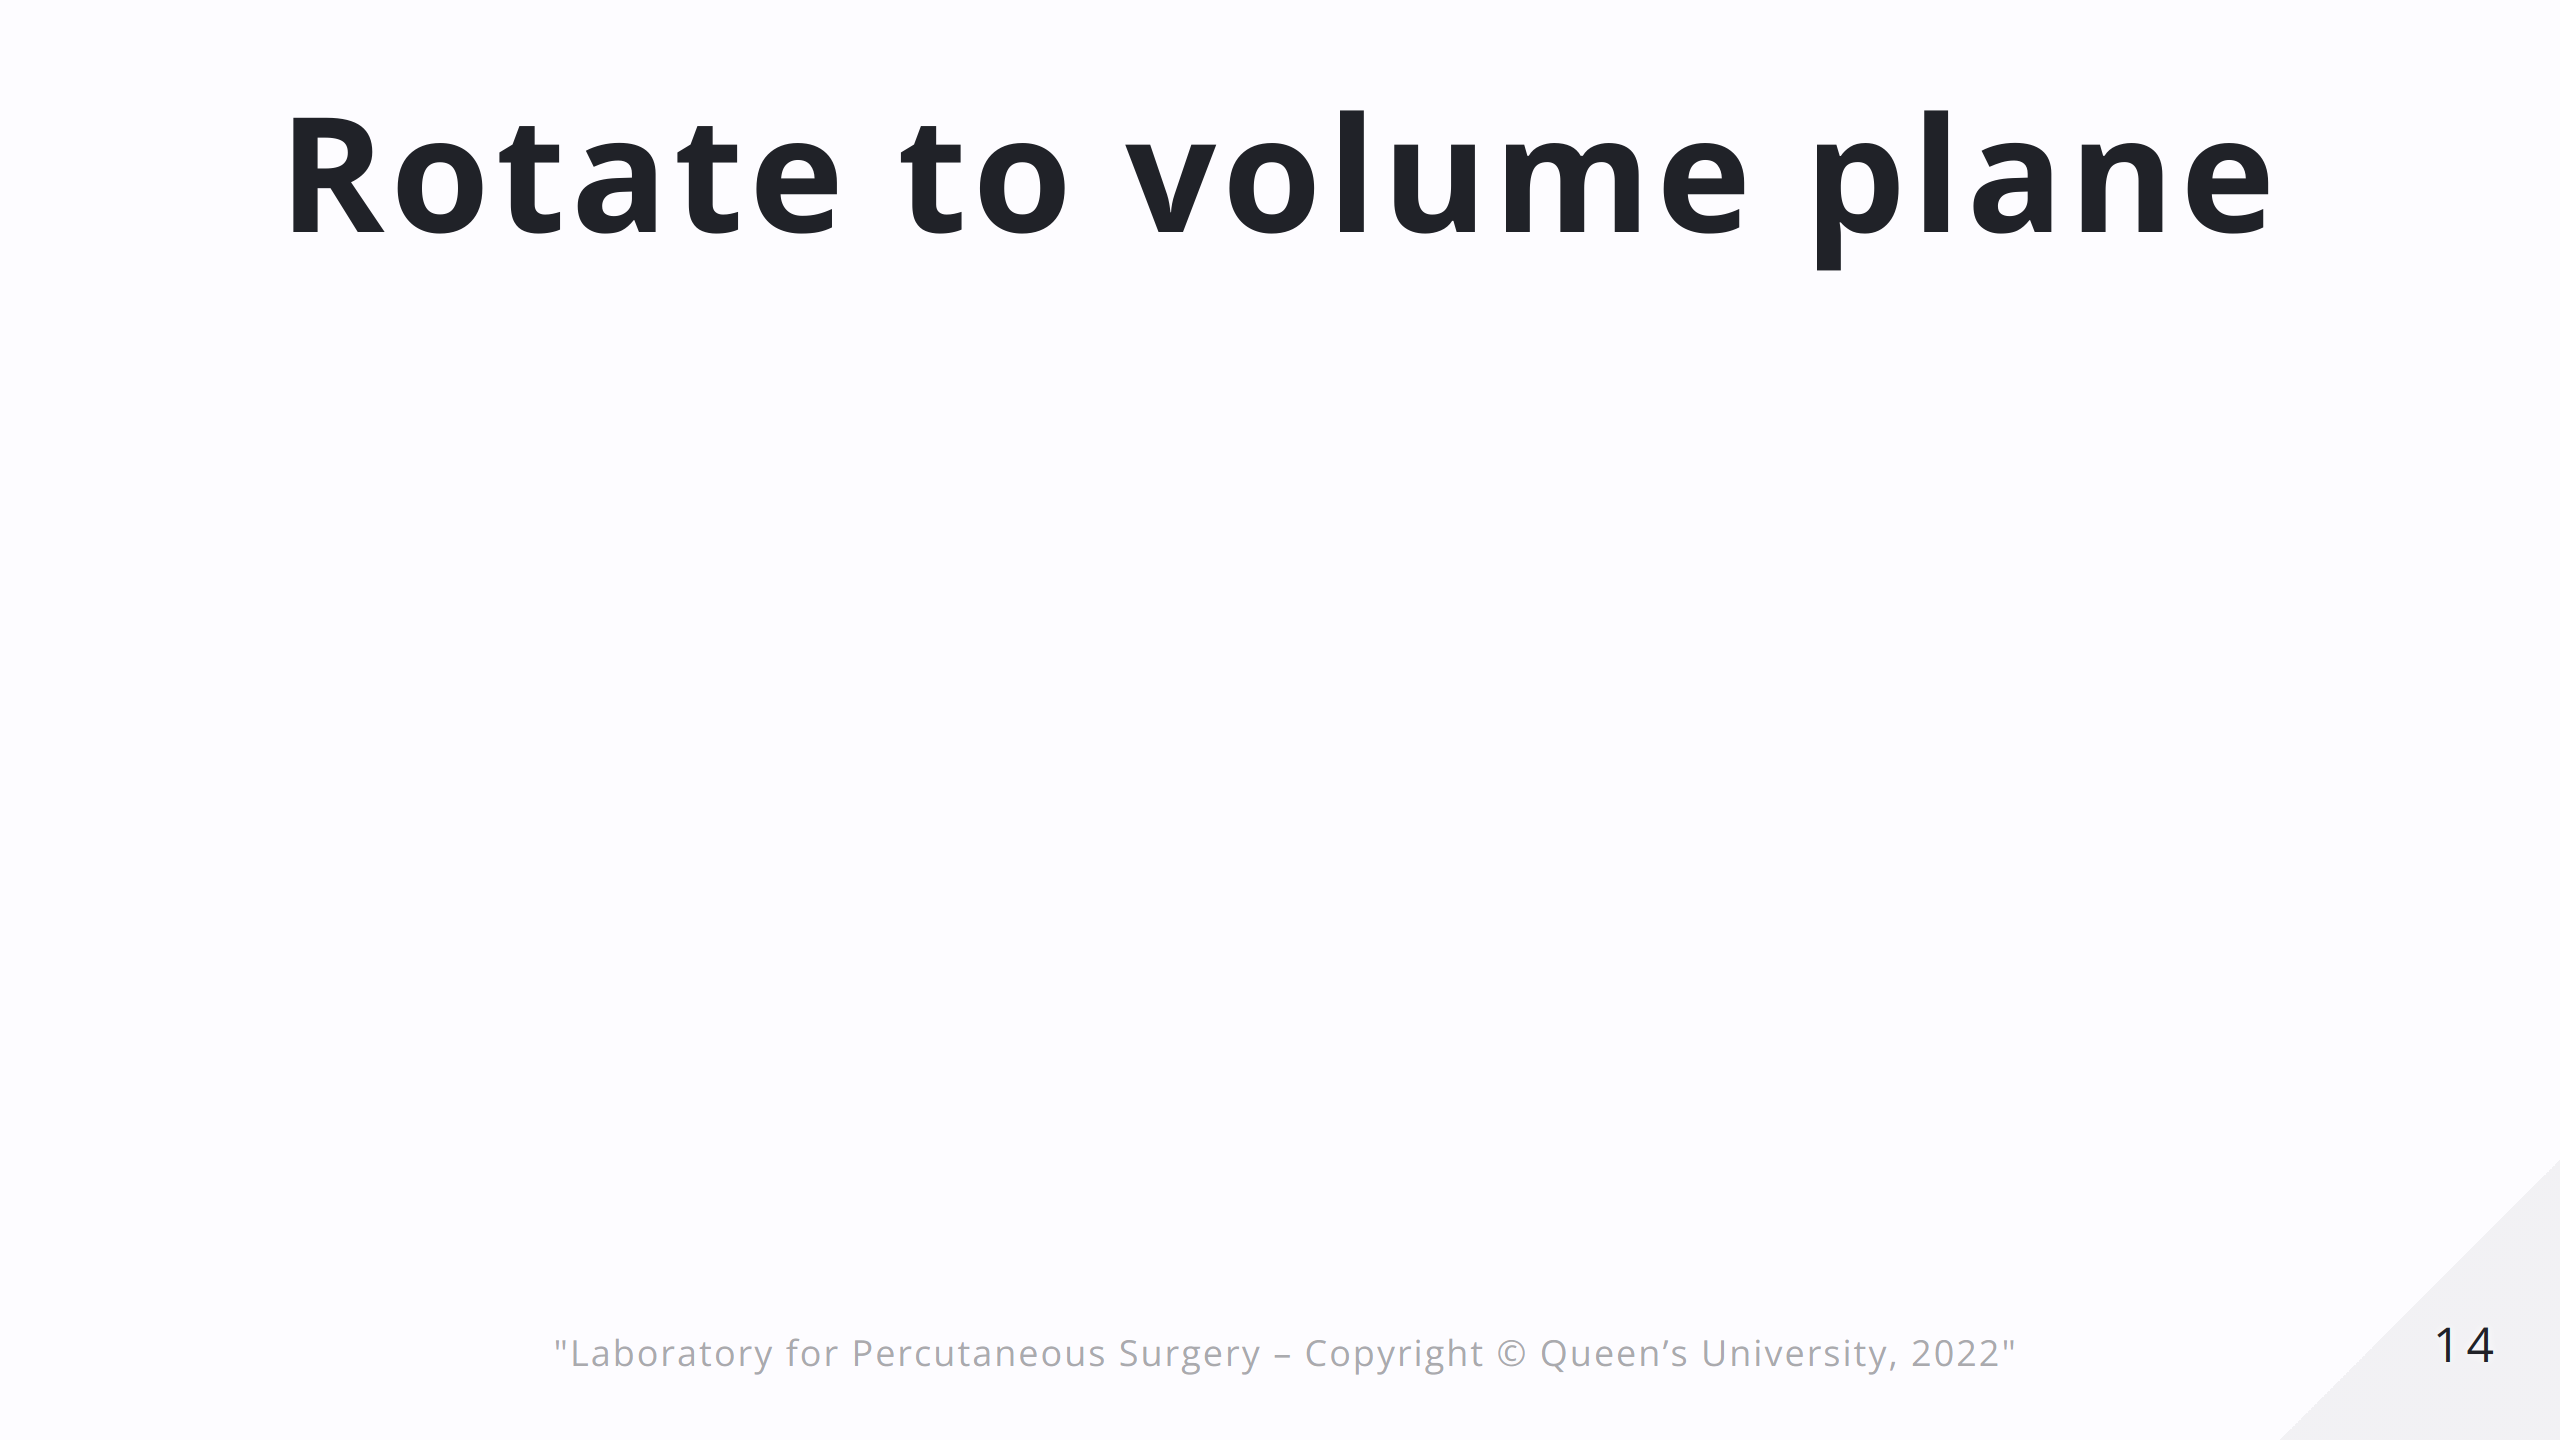 Rotate to volume plane
"Laboratory for Percutaneous Surgery – Copyright © Queen’s University, 2022"
14